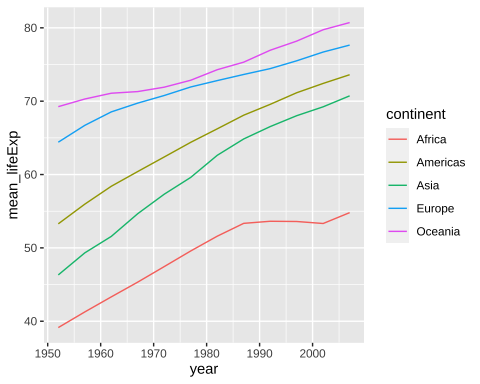 80
70
60
50
40
mean_lifeExp
1950 1960 1970 1980 1990 2000
year
continent
Africa
Americas
Asia
Europe
Oceania